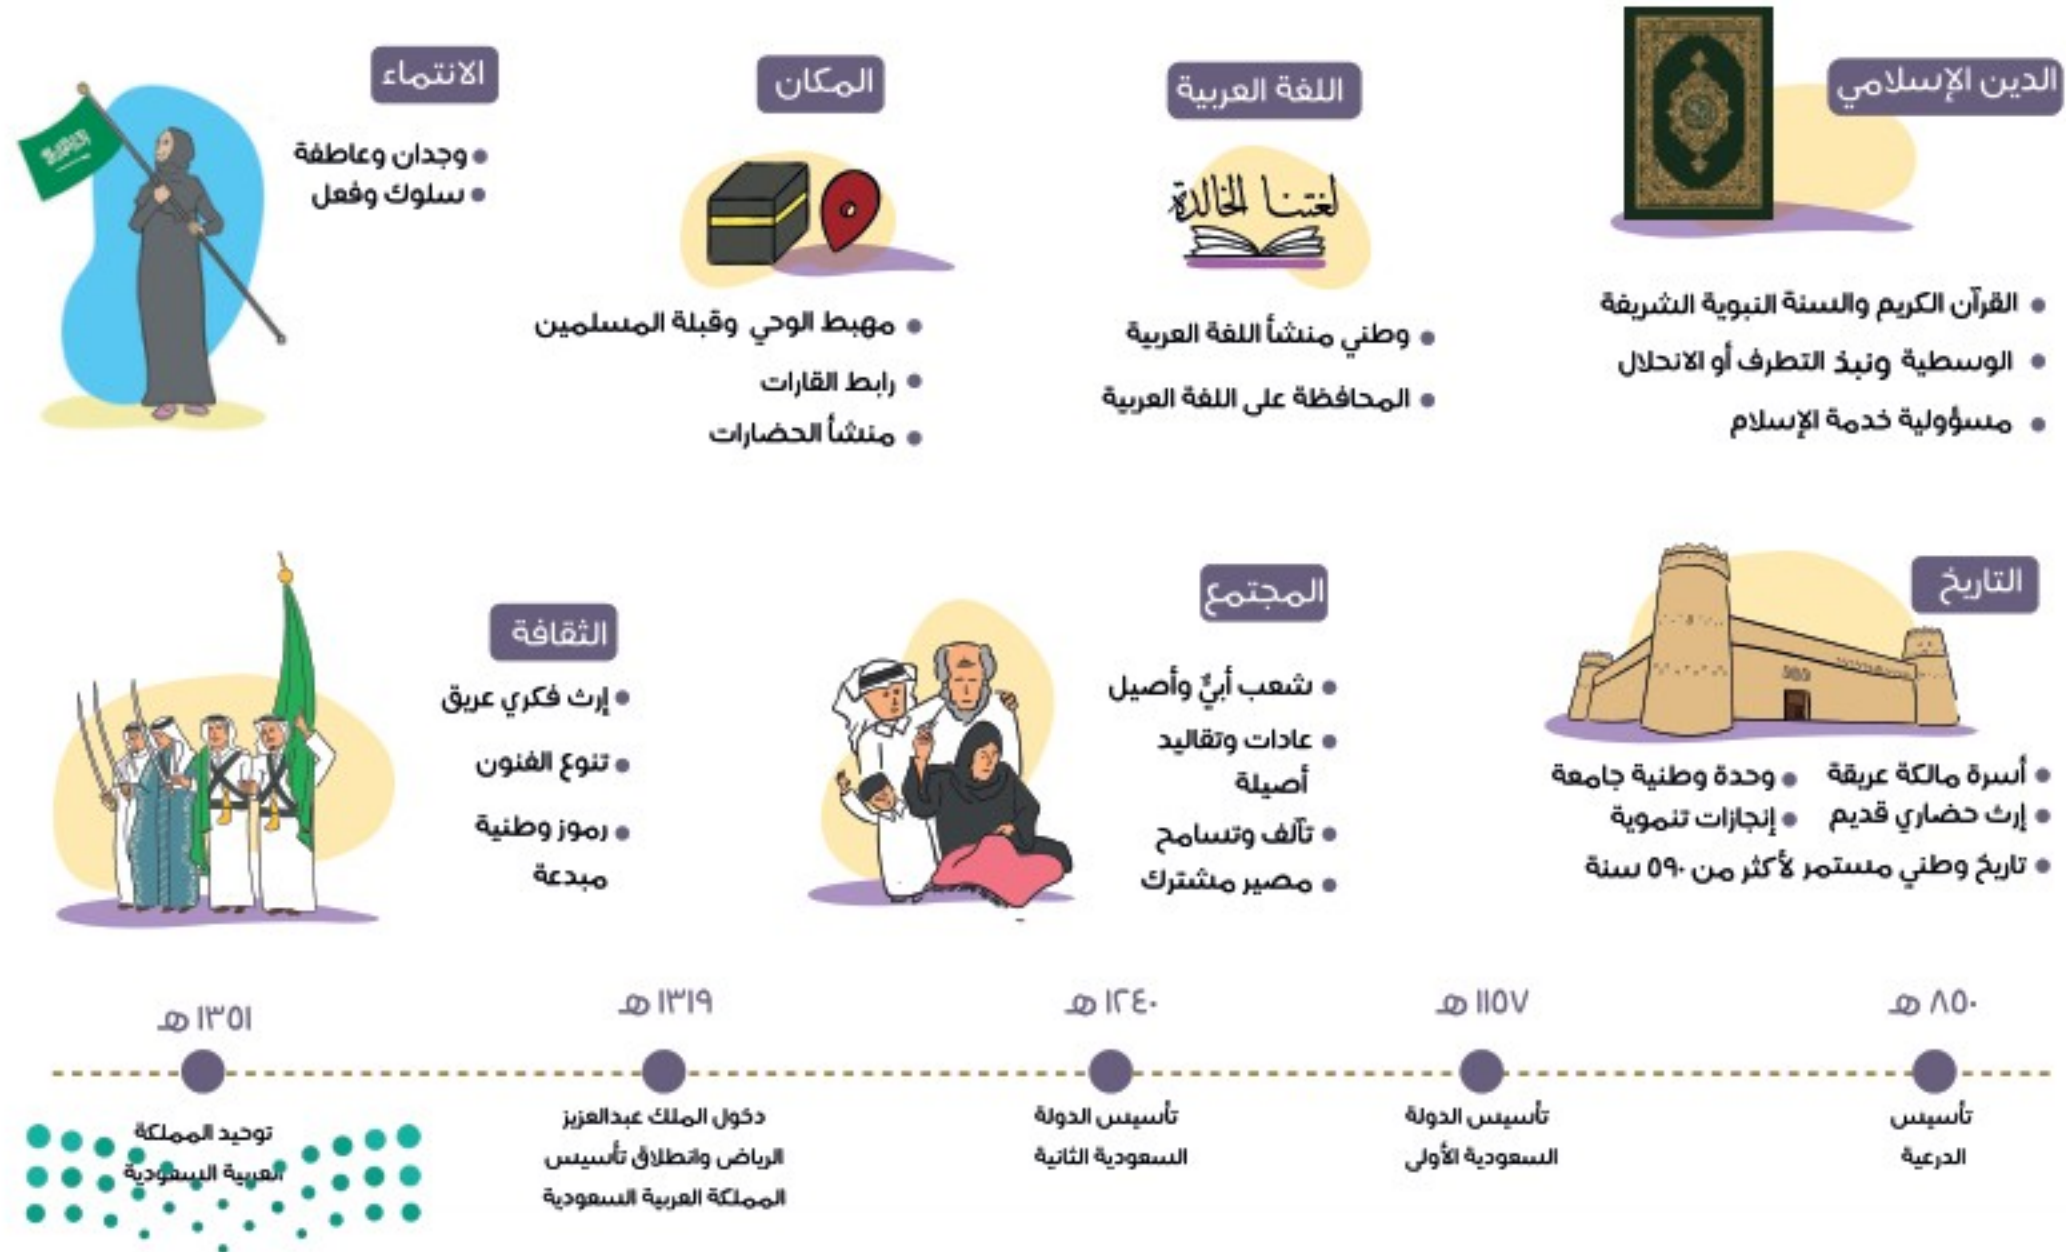 الدين الإسلامي
القرآن الكريم والسنة النبوية الشريفة
الوسطية ونبذ التطرف أو الانحلال
مسؤولية خدمة الإسلام
اللغة العربية
لغتنا الخالدة
وطني منشأ اللغة العربية
المحافظة على اللغة العربية
المكان
مهبط الوحي وقبلة المسلمين
رابط القارات
منشأ الحضارات
الانتماء
وجدان وعاطفة
سلوك وفعل
التاريخ
أسرة مالكة عريقة
وحدة وطنية جامعة
إرث حضاري قديم
إنجازات تنموية
تاريخ وطني مستمر لأكثر من ٥٩٠ سنة
المجتمع
شعب أبيٌّ وأصيل
عادات وتقاليد
أصيلة
تآلف وتسامح
مصير مشترك
الثقافة
إرث فكري عريق
تنوع الفنون
رموز وطنية
مبدعة
٨٥٠ هـ
تأسيس
الدرعية
١١٥٧ هـ
تأسيس الدولة
السعودية الأولى
١٢٤٠ هـ
تأسيس الدولة
السعودية الثانية
١٣١٩ هـ
دخول الملك عبدالعزيز
الرياض وانطلاق تأسيس
المملكة العربية السعودية
١٣٥١ هـ
توحيد المملكة
العربية السعودية